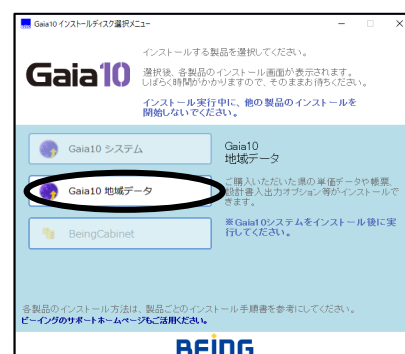 Gaia10 インストールディスク選択メニュー
インストールする製品を選択してください。
Gaia10
選択後、各製品のインストール画面が表示されます。
しばらく時間がかかりますので、そのままお待ちください。
インストール実行中に、他の製品のインストールを
開始しないでください。
Gaia10 システム
Gaia10 地域データ
BeingCabinet
Gaia10
地域データ
ご購入いただいた県の単価データや帳票、
設計書入出力オプション等がインストールで
きます。
※Gaia10システムをインストール後に実
行してください。
各製品のインストール方法は、製品ごとのインストール手順書を参考にしてください。
ビーイングのサポートホームページもご活用ください。
BEING